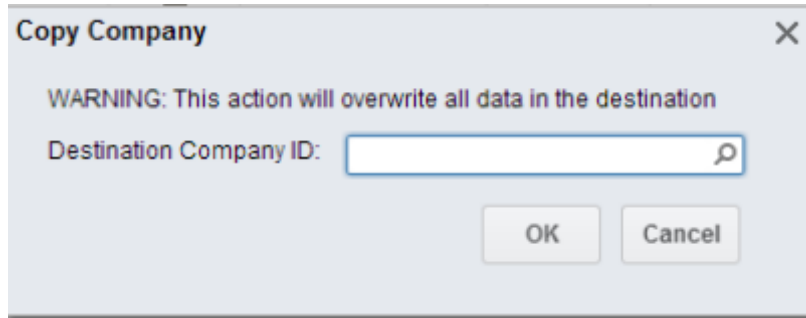 Copy Company
WARNING: This action will overwrite all data in the destination
Destination Company ID:
OK Cancel